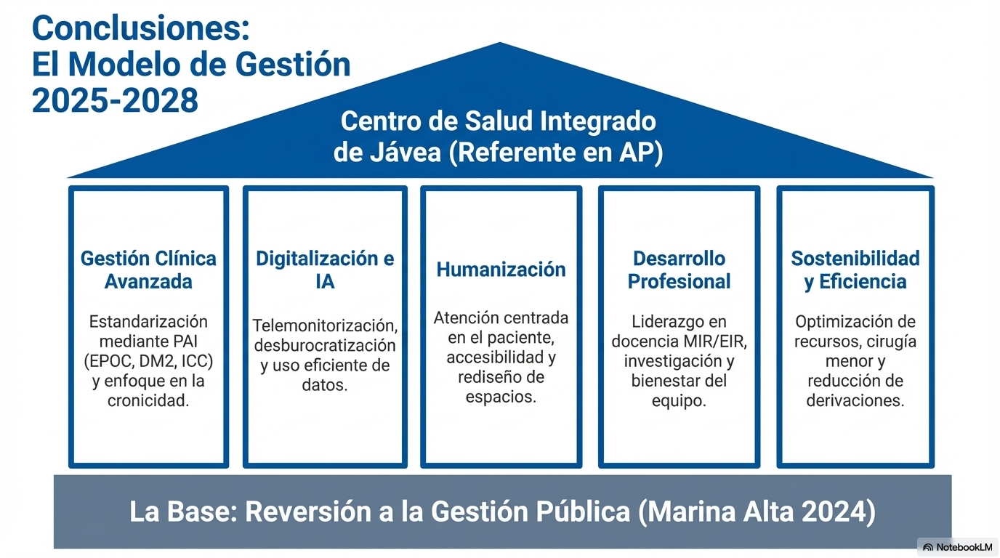 Conclusiones:
El Modelo de Gestión
2025-2028
Centro de Salud Integrado
de Jávea (Referente en AP)
Gestión Clínica
Avanzada
Estandarización
mediante PAI
(EPOC, DM2, ICC)
y enfoque en la
cronicidad.
Digitalización e
IA
Telemonitorización,
desburocratización
y uso eficiente de
datos.
Humanización
Atención centrada
en el paciente,
accesibilidad y
rediseño de
espacios.
Desarrollo
Profesional
Liderazgo en
docencia MIR/EIR,
investigación y
bienestar del
equipo.
Sostenibilidad
y Eficiencia
Optimización de
recursos, cirugía
menor y
reducción de
derivaciones.
La Base: Reversión a la Gestión Pública (Marina Alta 2024)
NotebookLM